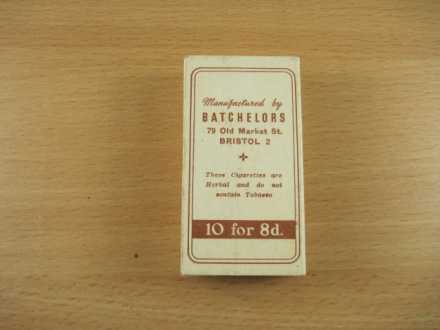 Manufactured by
BATCHELORS
79 Old Market St.
BRISTOL 2
These Cigarettes are
Herbal and do not
contain Tobacco
10 for 8d.